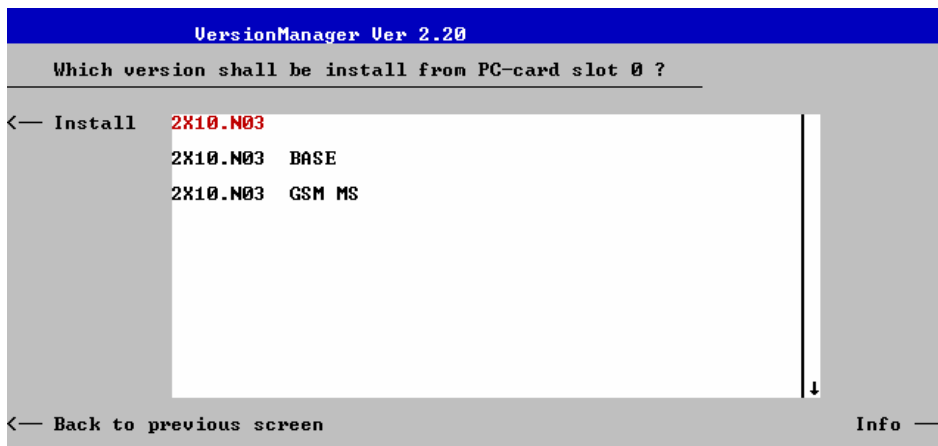 VersionManager Ver 2.20
Which version shall be install from PC-card slot 0 ?
<── Install 2X10.N03
2X10.N03 BASE
2X10.N03 GSM MS
<── Back to previous screen Info ──